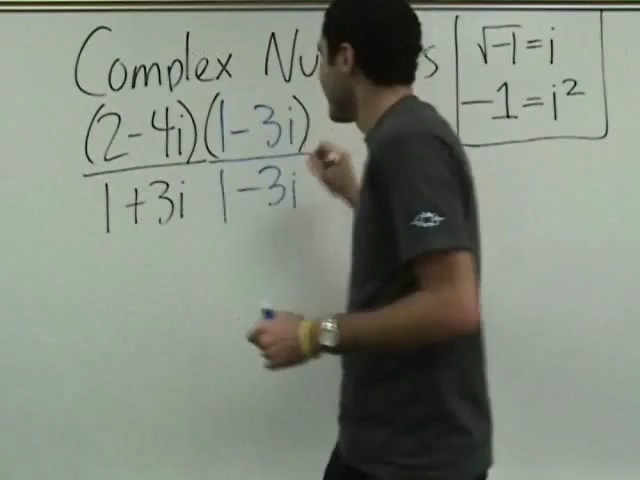 Complex Nu s
(2-4i)(1-3i)
1+3i 1-3i
√-1=i
-1=i²